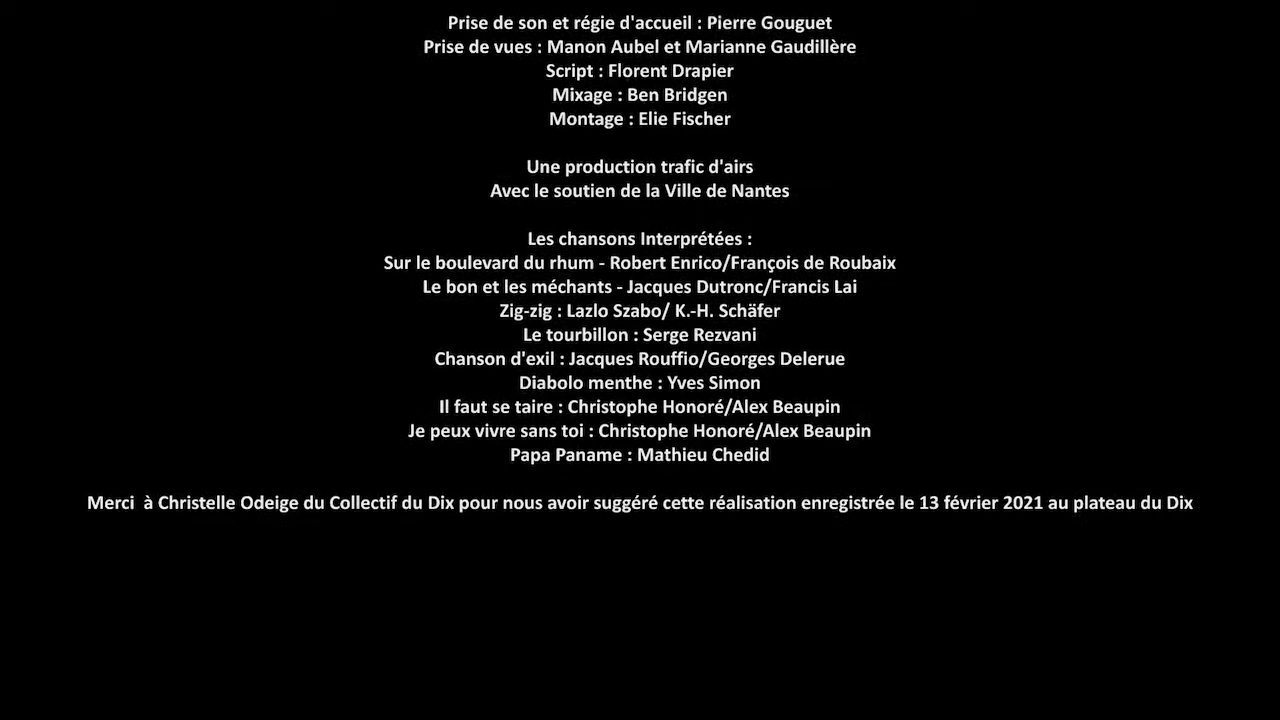 Prise de son et régie d'accueil : Pierre Gouguet
Prise de vues : Manon Aubel et Marianne Gaudillère
Script : Florent Drapier
Mixage : Ben Bridgen
Montage : Elie Fischer
Une production trafic d'airs
Avec le soutien de la Ville de Nantes
Les chansons Interprétées :
Sur le boulevard du rhum - Robert Enrico/François de Roubaix
Le bon et les méchants - Jacques Dutronc/Francis Lai
Zig-zig : Lazlo Szabo/ K.-H. Schäfer
Le tourbillon : Serge Rezvani
Chanson d'exil : Jacques Rouffio/Georges Delerue
Diabolo menthe : Yves Simon
Il faut se taire : Christophe Honoré/Alex Beaupin
Je peux vivre sans toi : Christophe Honoré/Alex Beaupin
Papa Paname : Mathieu Chedid
Merci  à Christelle Odeige du Collectif du Dix pour nous avoir suggéré cette réalisation enregistrée le 13 février 2021 au plateau du Dix